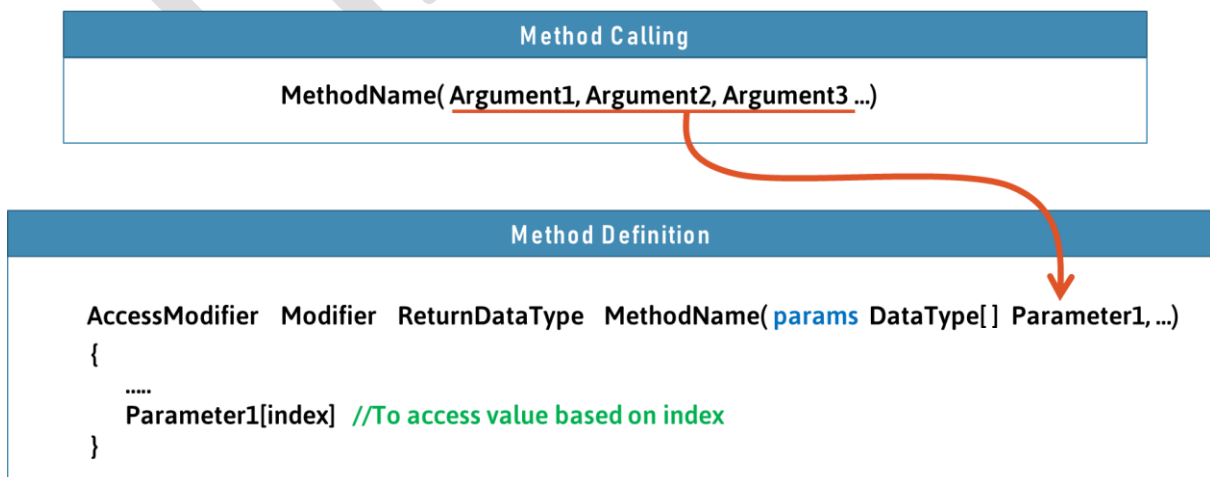 Method Calling
MethodName( Argument1, Argument2, Argument3 ...)
Method Definition
AccessModifier Modifier ReturnDataType MethodName( params DataType[ ] Parameter1, ...)
{
.....
Parameter1[index] //To access value based on index
}